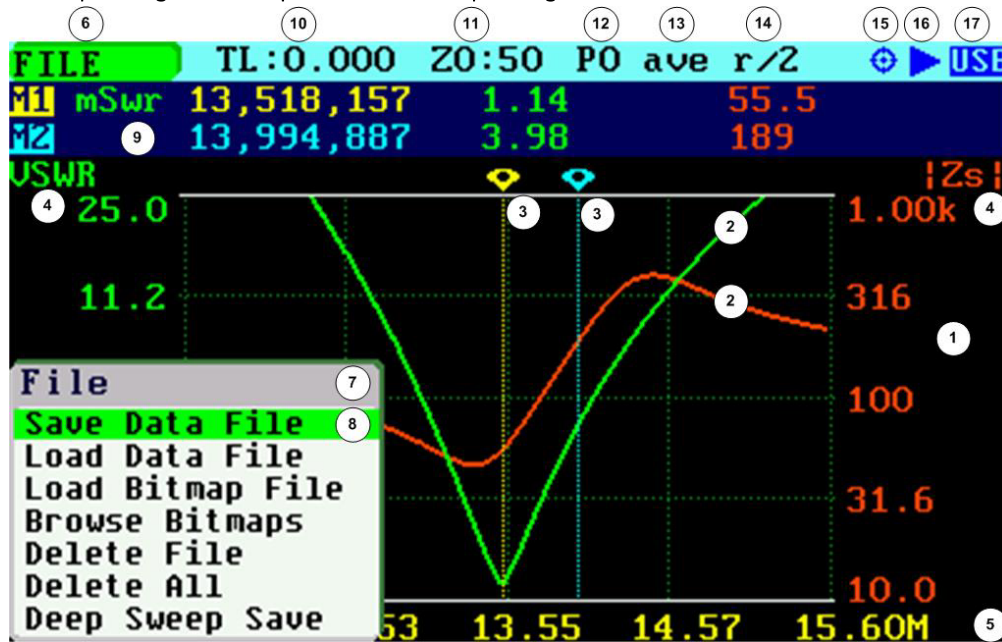 6 10 11 12 13 14 15 16 17
FILE TL:0.000 Z0:50 P0 ave r/2 USB
M1 mSwr 13,518,157 1.14 55.5
M2 9 13,994,887 3.98 189
VSWR |Zs|
4 25.0 3 3 2 1.00k 4
11.2 2 316
1
File 7
100
Save Data File 8
Load Data File
Load Bitmap File
31.6
Browse Bitmaps
Delete File
Delete All
10.0
Deep Sweep Save 53 13.55 14.57 15.60M 5